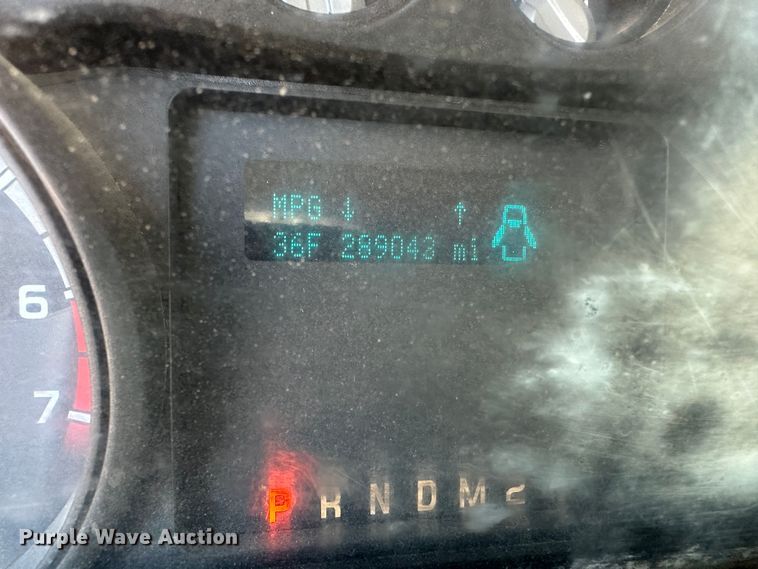 MPG ↓ ↑
36F 289043 mi
6
7
P R N D M 2
Purple Wave Auction